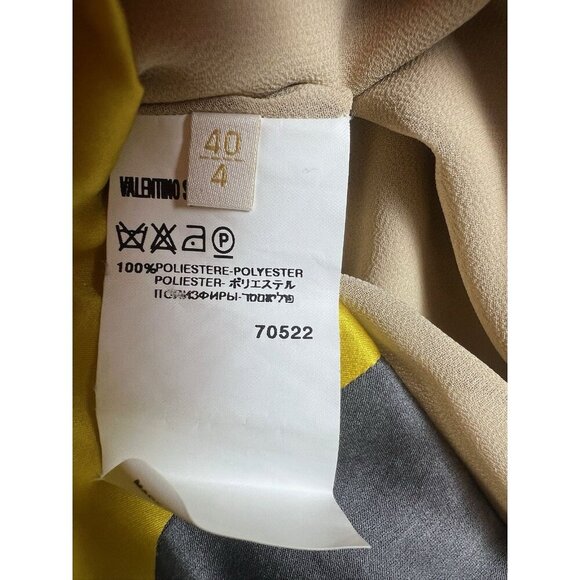 40
4
VALENTINO S
100%POLIESTERE-POLYESTER
POLIESTER- ポリエステル
70522